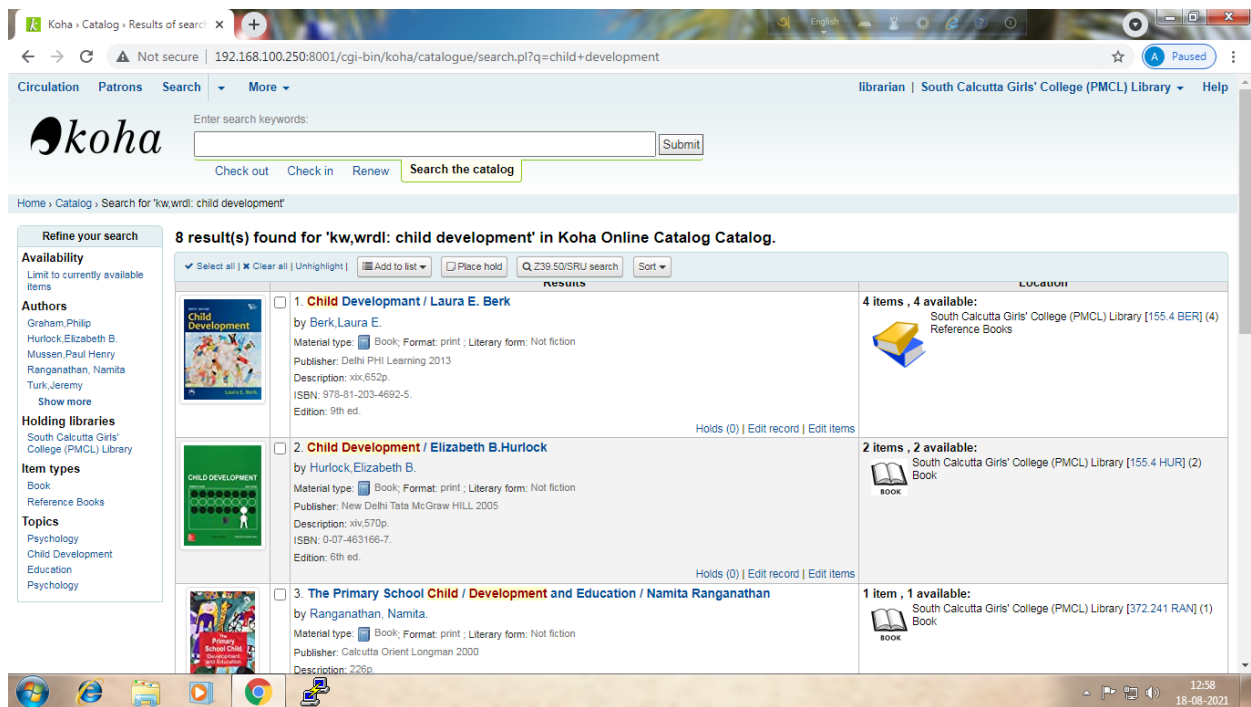 Koha › Catalog › Results of search
English
Not secure | 192.168.100.250:8001/cgi-bin/koha/catalogue/search.pl?q=child+development
A Paused
Circulation Patrons Search More
librarian | South Calcutta Girls' College (PMCL) Library Help
koha
Enter search keywords:
Submit
Check out Check in Renew Search the catalog
Home › Catalog › Search for 'kw,wrdl: child development'
Refine your search
Availability
Limit to currently available
items
Authors
Graham,Philip
Hurlock,Elizabeth B.
Mussen,Paul Henry
Ranganathan, Namita
Turk,Jeremy
Show more
Holding libraries
South Calcutta Girls'
College (PMCL) Library
Item types
Book
Reference Books
Topics
Psychology
Child Development
Education
Psychology
8 result(s) found for 'kw,wrdl: child development' in Koha Online Catalog Catalog.
Select all | Clear all | Unhighlight | Add to list Place hold Z39.50/SRU search Sort
Results Location
Child
Development
Laura E. Berk
1. Child Developmant / Laura E. Berk
by Berk,Laura E.
Material type: Book; Format: print ; Literary form: Not fiction
Publisher: Delhi PHI Learning 2013
Description: xix,652p.
ISBN: 978-81-203-4692-5.
Edition: 9th ed.
Holds (0) | Edit record | Edit items
4 items , 4 available:
South Calcutta Girls' College (PMCL) Library [155.4 BER] (4)
Reference Books
CHILD DEVELOPMENT
2. Child Development / Elizabeth B.Hurlock
by Hurlock,Elizabeth B.
Material type: Book; Format: print ; Literary form: Not fiction
Publisher: New Delhi Tata McGraw HILL 2005
Description: xiv,570p.
ISBN: 0-07-463166-7.
Edition: 6th ed.
Holds (0) | Edit record | Edit items
2 items , 2 available:
South Calcutta Girls' College (PMCL) Library [155.4 HUR] (2)
Book
BOOK
The
Primary
School Child
Development
and Education
3. The Primary School Child / Development and Education / Namita Ranganathan
by Ranganathan, Namita.
Material type: Book; Format: print ; Literary form: Not fiction
Publisher: Calcutta Orient Longman 2000
Description: 226p.
1 item , 1 available:
South Calcutta Girls' College (PMCL) Library [372.241 RAN] (1)
Book
BOOK
12:58
18-08-2021